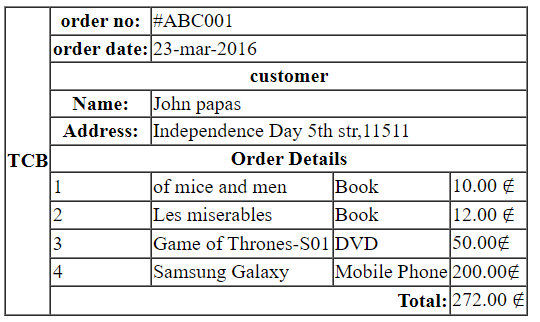 order no: #ABC001
order date: 23-mar-2016
customer
Name: John papas
Address: Independence Day 5th str,11511
TCB
Order Details
1 of mice and men Book 10.00 ∉
2 Les miserables Book 12.00 ∉
3 Game of Thrones-S01 DVD 50.00∉
4 Samsung Galaxy Mobile Phone 200.00∉
Total: 272.00 ∉